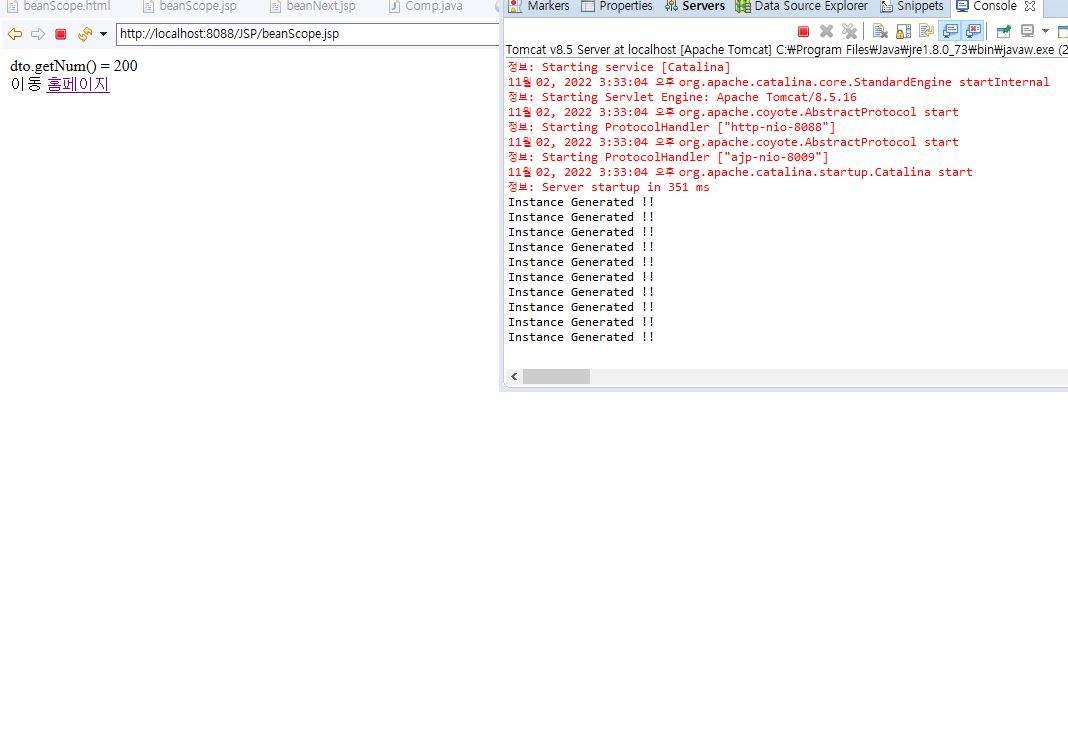 beanScope.html beanScope.jsp beanNext.jsp Comp.java
http://localhost:8088/JSP/beanScope.jsp
dto.getNum() = 200
이동 홈페이지
Markers Properties Servers Data Source Explorer Snippets Console
Tomcat v8.5 Server at localhost [Apache Tomcat] C:₩Program Files₩Java₩jre1.8.0_73₩bin₩javaw.exe (2
정보: Starting service [Catalina]
11월 02, 2022 3:33:04 오후 org.apache.catalina.core.StandardEngine startInternal
정보: Starting Servlet Engine: Apache Tomcat/8.5.16
11월 02, 2022 3:33:04 오후 org.apache.coyote.AbstractProtocol start
정보: Starting ProtocolHandler ["http-nio-8088"]
11월 02, 2022 3:33:04 오후 org.apache.coyote.AbstractProtocol start
정보: Starting ProtocolHandler ["ajp-nio-8009"]
11월 02, 2022 3:33:04 오후 org.apache.catalina.startup.Catalina start
정보: Server startup in 351 ms
Instance Generated !!
Instance Generated !!
Instance Generated !!
Instance Generated !!
Instance Generated !!
Instance Generated !!
Instance Generated !!
Instance Generated !!
Instance Generated !!
Instance Generated !!